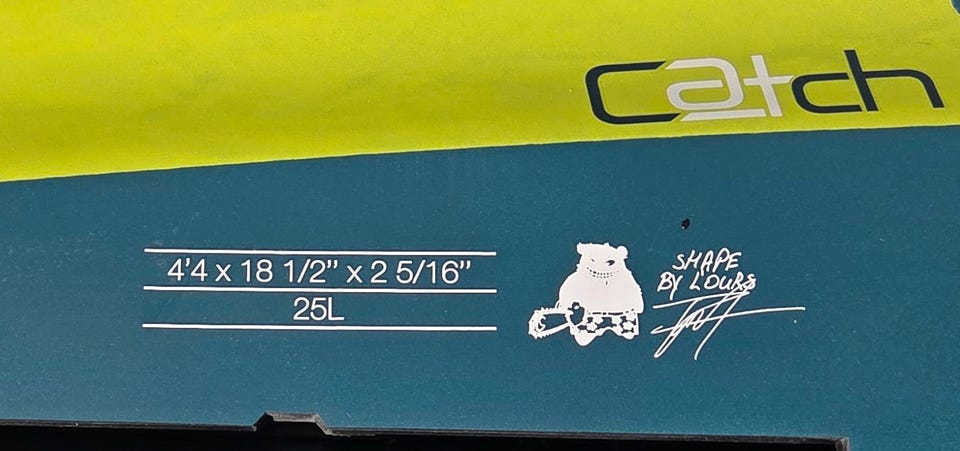 Catch
4'4 x 18 1/2" x 2 5/16"
25L
SHAPE
BY LOURS